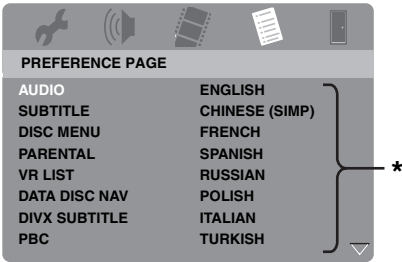 PREFERENCE PAGE
AUDIO ENGLISH
SUBTITLE CHINESE (SIMP)
DISC MENU FRENCH
PARENTAL SPANISH
VR LIST RUSSIAN
DATA DISC NAV POLISH
DIVX SUBTITLE ITALIAN
PBC TURKISH
*